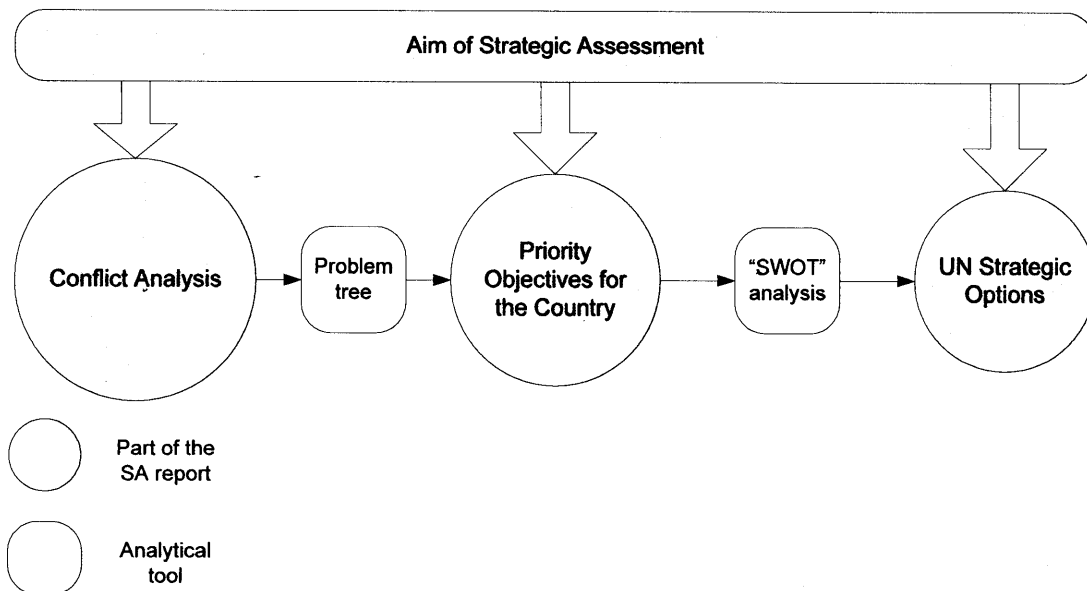 Aim of Strategic Assessment
Conflict Analysis
Problem
tree
Priority
Objectives for
the Country
“SWOT”
analysis
UN Strategic
Options
Part of the
SA report
Analytical
tool